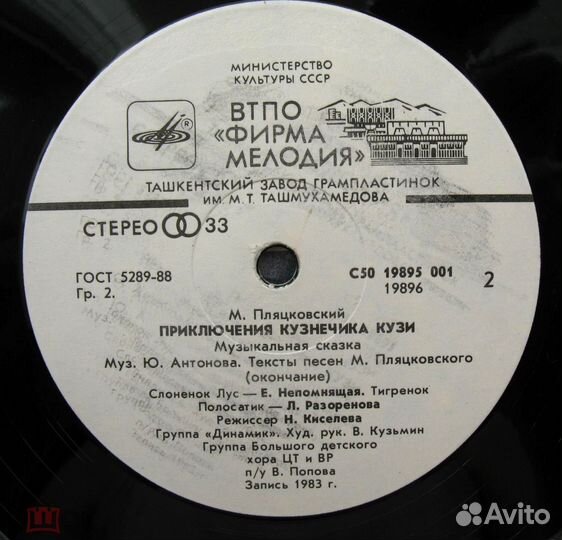 МИНИСТЕРСТВО
КУЛЬТУРЫ СССР
ВТПО
«ФИРМА
МЕЛОДИЯ»
ТАШКЕНТСКИЙ ЗАВОД ГРАМПЛАСТИНОК
ИМ. М. Т. ТАШМУХАМЕДОВА
СТЕРЕО 33
ГОСТ 5289-88
Гр. 2.
С50 19895 001
19896
2
М. Пляцковский
ПРИКЛЮЧЕНИЯ КУЗНЕЧИКА КУЗИ
Музыкальная сказка
Муз. Ю. Антонова. Тексты песен М. Пляцковского
(окончание)
Слоненок Лус — Е. Непомнящая. Тигренок
Полосатик — Л. Разоренова
Режиссер Н. Киселева
Группа «Динамик». Худ. рук. В. Кузьмин
Группа Большого детского
хора ЦТ и ВР
п/у В. Попова
Запись 1983 г.
Avito